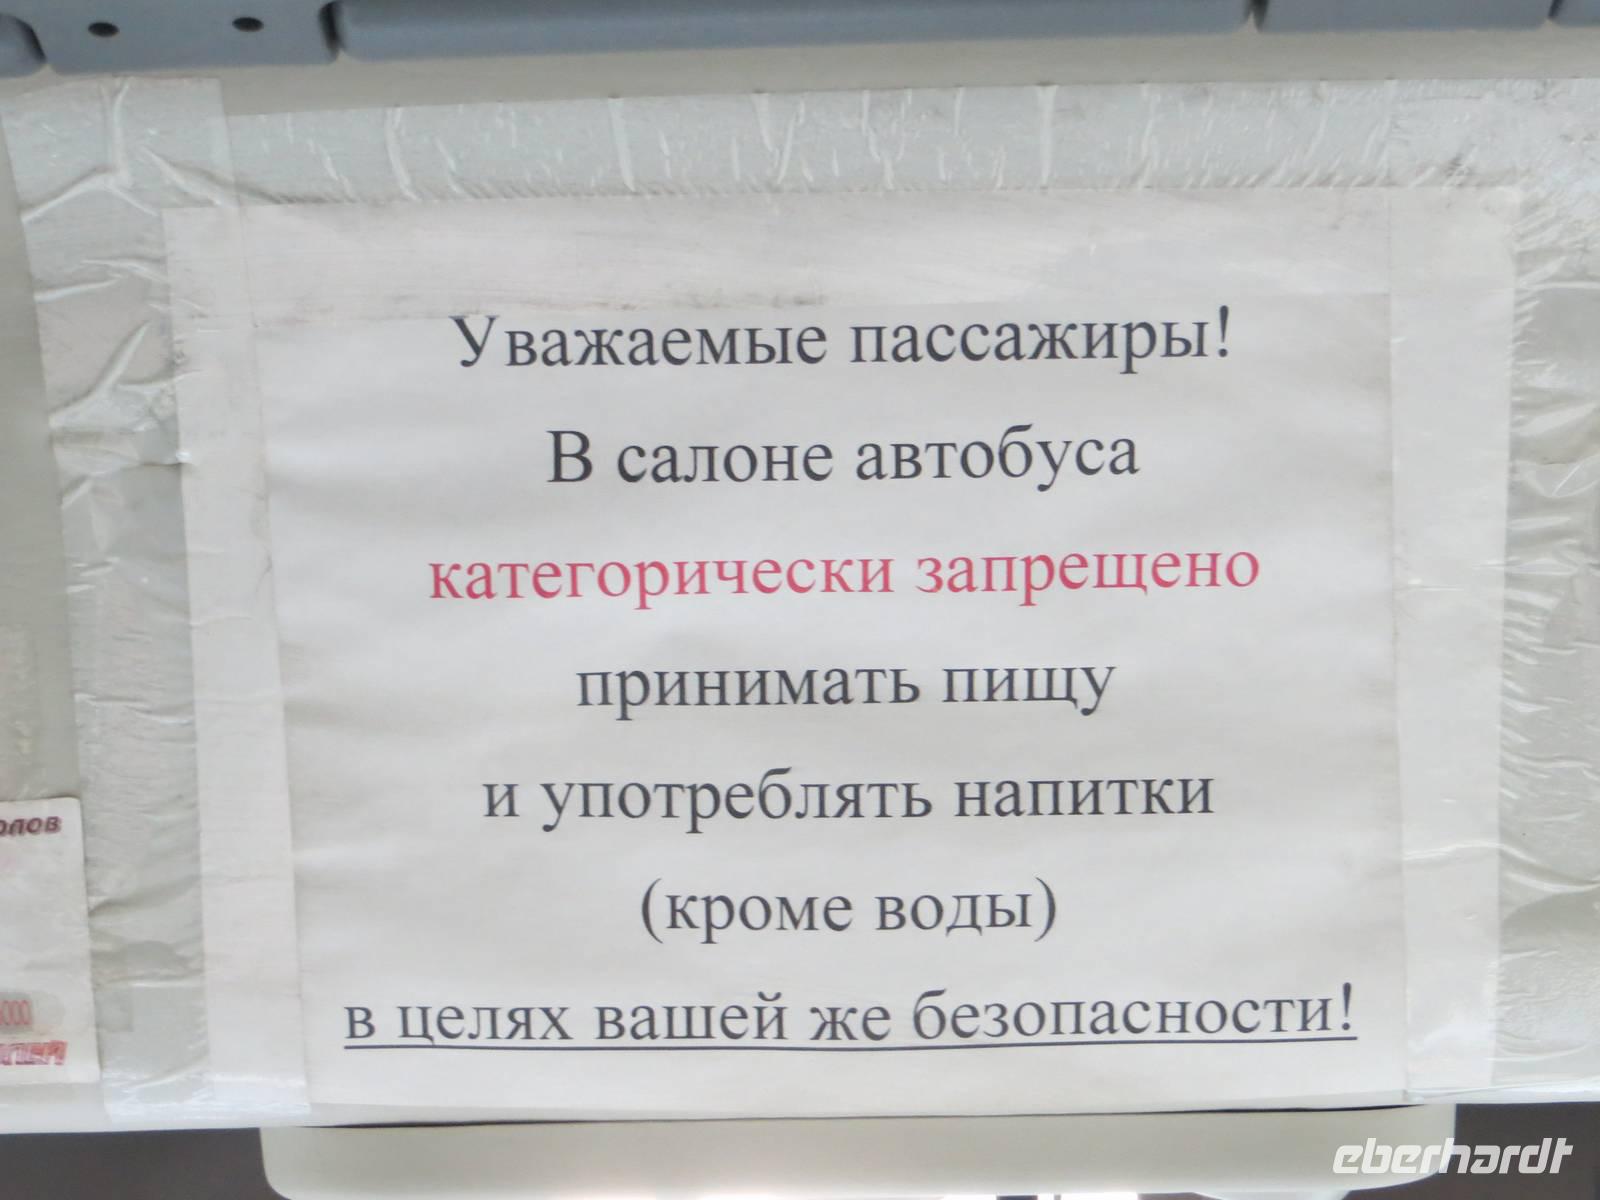 Уважаемые пассажиры!
В салоне автобуса
категорически запрещено
принимать пищу
и употреблять напитки
(кроме воды)
в целях вашей же безопасности!
eberhardt